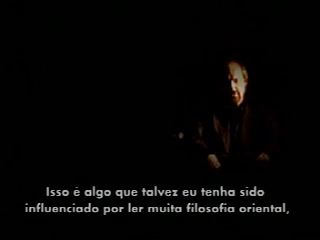 Isso é algo que talvez eu tenha sido
influenciado por ler muita filosofia oriental,